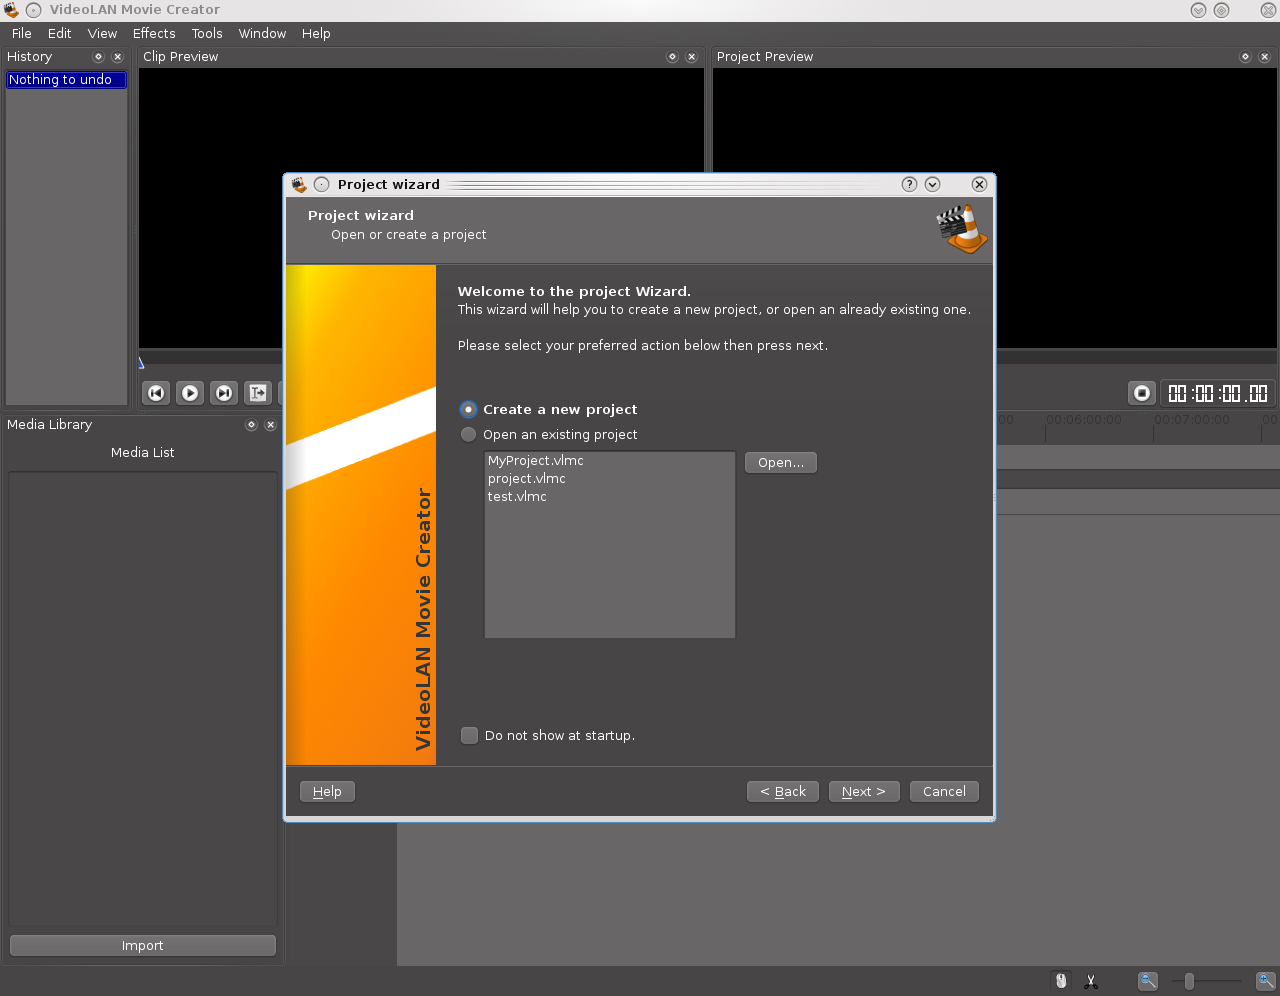 VideoLAN Movie Creator
File Edit View Effects Tools Window Help
History
Clip Preview
Project Preview
Nothing to undo
Project wizard
Project wizard
Open or create a project
Welcome to the project Wizard.
This wizard will help you to create a new project, or open an already existing one.
Please select your preferred action below then press next.
00:00:00.00
Create a new project
Open an existing project
MyProject.vlmc
project.vlmc
test.vlmc
Open...
VideoLAN Movie Creator
Do not show at startup.
Help
< Back
Next >
Cancel
Media Library
Media List
00 00:06:00:00 00:07:00:00 00
Import